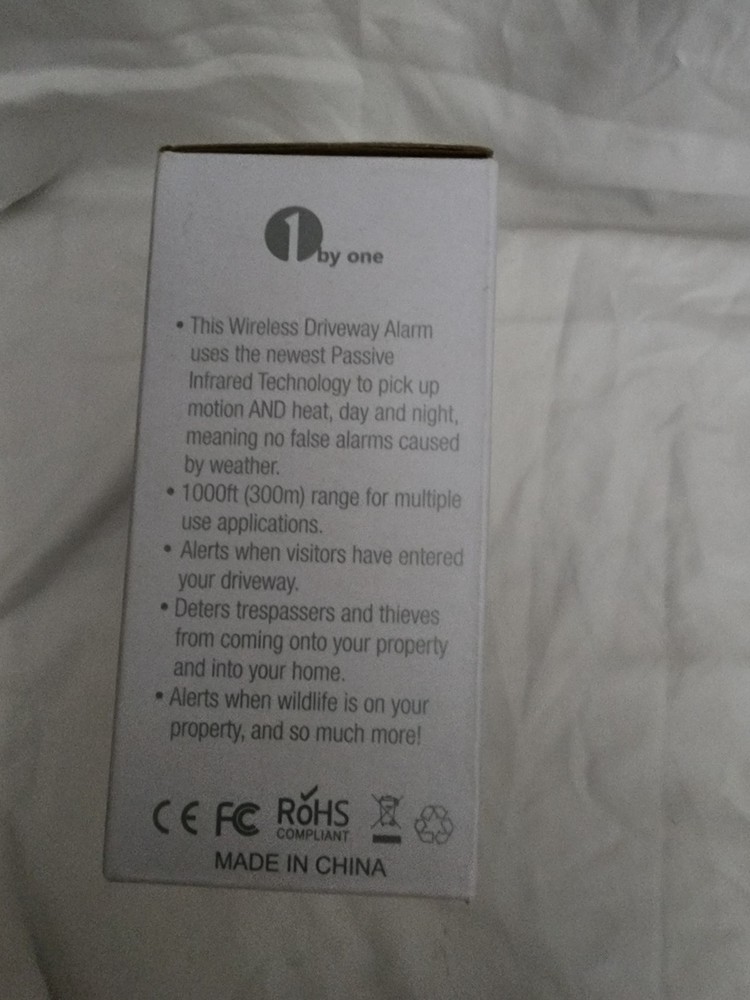 1 by one
• This Wireless Driveway Alarm
uses the newest Passive
Infrared Technology to pick up
motion AND heat, day and night,
meaning no false alarms caused
by weather.
• 1000ft (300m) range for multiple
use applications.
• Alerts when visitors have entered
your driveway.
• Deters trespassers and thieves
from coming onto your property
and into your home.
• Alerts when wildlife is on your
property, and so much more!
CE FC RoHS
COMPLIANT
MADE IN CHINA